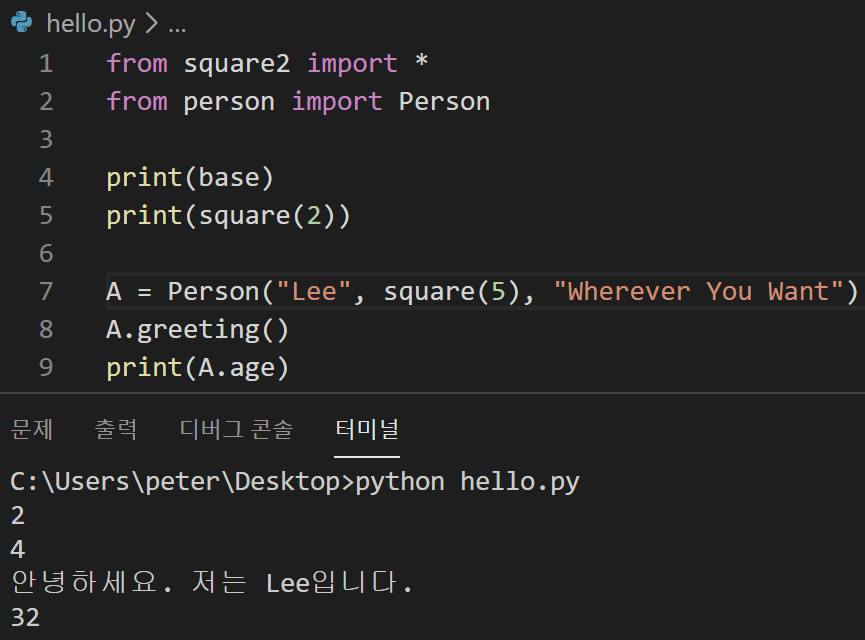 hello.py > ...
1 from square2 import *
2 from person import Person
3
4 print(base)
5 print(square(2))
6
7 A = Person("Lee", square(5), "Wherever You Want")
8 A.greeting()
9 print(A.age)
문제 출력 디버그 콘솔 터미널
C:\Users\peter\Desktop>python hello.py
2
4
안녕하세요. 저는 Lee입니다.
32